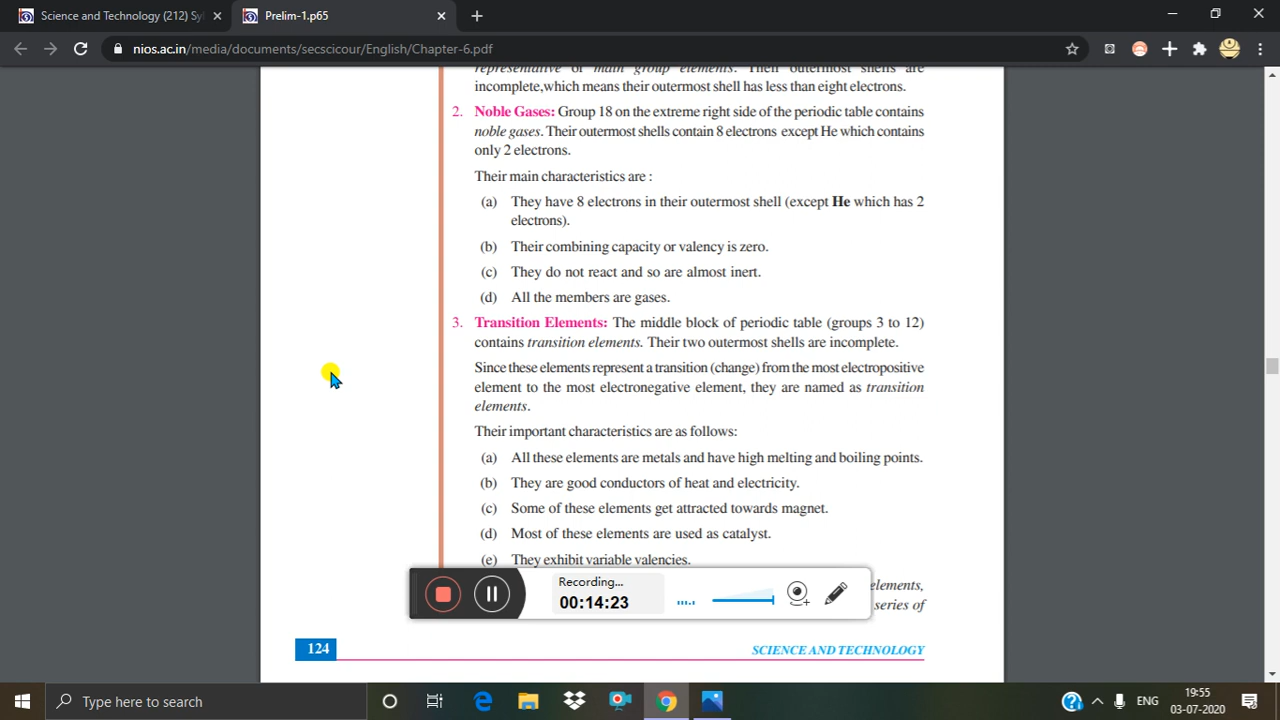 Science and Technology (212) Syl
Prelim-1.p65
nios.ac.in/media/documents/secscicour/English/Chapter-6.pdf
representative or main group elements. Their outermost shells are
incomplete,which means their outermost shell has less than eight electrons.
2. Noble Gases: Group 18 on the extreme right side of the periodic table contains
noble gases. Their outermost shells contain 8 electrons except He which contains
only 2 electrons.
Their main characteristics are :
(a) They have 8 electrons in their outermost shell (except He which has 2
electrons).
(b) Their combining capacity or valency is zero.
(c) They do not react and so are almost inert.
(d) All the members are gases.
3. Transition Elements: The middle block of periodic table (groups 3 to 12)
contains transition elements. Their two outermost shells are incomplete.
Since these elements represent a transition (change) from the most electropositive
element to the most electronegative element, they are named as transition
elements.
Their important characteristics are as follows:
(a) All these elements are metals and have high melting and boiling points.
(b) They are good conductors of heat and electricity.
(c) Some of these elements get attracted towards magnet.
(d) Most of these elements are used as catalyst.
(e) They exhibit variable valencies.
elements,
series of
Recording...
00:14:23
124
SCIENCE AND TECHNOLOGY
Type here to search
ENG
19:55
03-07-2020